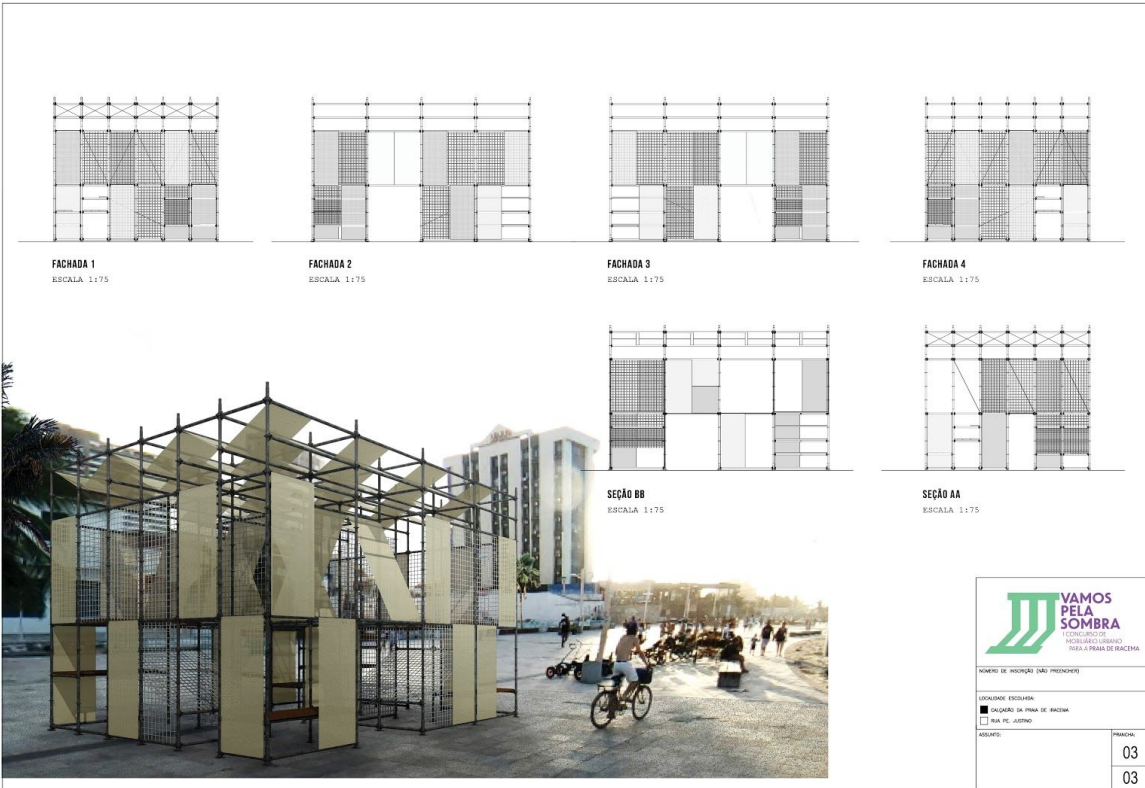 FACHADA 1
ESCALA 1:75
FACHADA 2
ESCALA 1:75
FACHADA 3
ESCALA 1:75
FACHADA 4
ESCALA 1:75
SEÇÃO BB
ESCALA 1:75
SEÇÃO AA
ESCALA 1:75
VAMOS
PELA
SOMBRA
I CONCURSO DE
MOBILIÁRIO URBANO
PARA A PRAIA DE IRACEMA
NÚMERO DE INSCRIÇÃO (NÃO PREENCHER)
LOCALIDADE ESCOLHIDA:
CALÇADÃO DA PRAIA DE IRACEMA
RUA PE. JUSTINO
ASSUNTO:
PRANCHA:
03
03